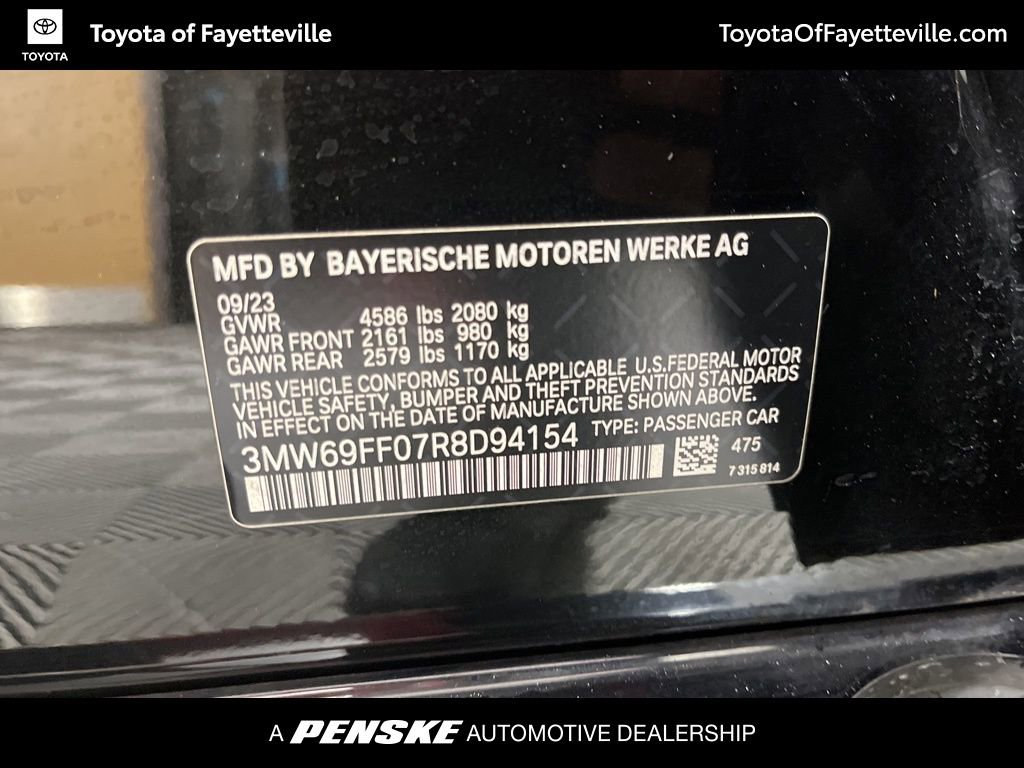 TOYOTA
Toyota of Fayetteville
ToyotaOfFayetteville.com
MFD BY BAYERISCHE MOTOREN WERKE AG
09/23
GVWR 4586 lbs 2080 kg
GAWR FRONT 2161 lbs 980 kg
GAWR REAR 2579 lbs 1170 kg
THIS VEHICLE CONFORMS TO ALL APPLICABLE U.S.FEDERAL MOTOR
VEHICLE SAFETY, BUMPER AND THEFT PREVENTION STANDARDS
IN EFFECT ON THE DATE OF MANUFACTURE SHOWN ABOVE.
3MW69FF07R8D94154 TYPE: PASSENGER CAR
475
7 315 814
A PENSKE AUTOMOTIVE DEALERSHIP